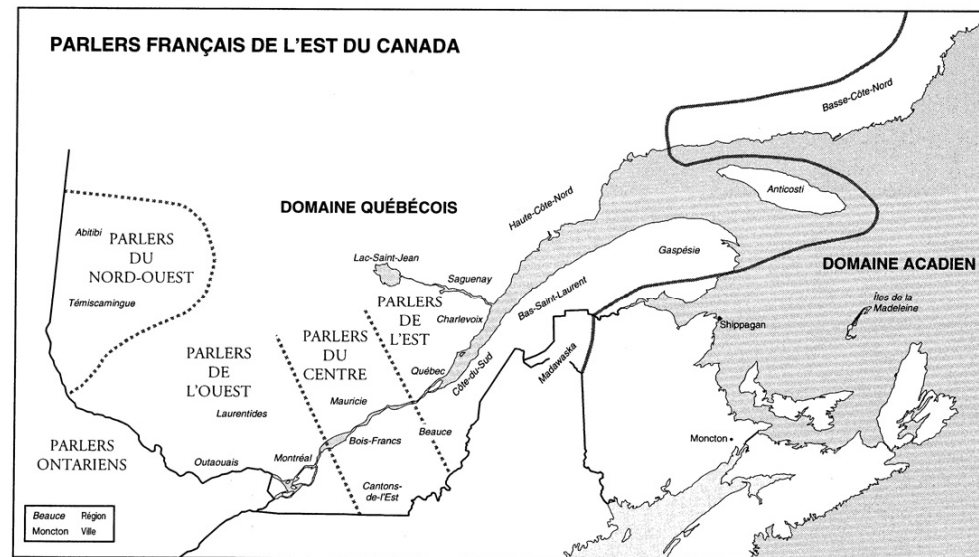 PARLERS FRANÇAIS DE L'EST DU CANADA
Basse-Côte-Nord
Anticosti
Haute-Côte-Nord
DOMAINE QUÉBÉCOIS
Abitibi
PARLERS
DU
NORD-OUEST
Témiscamingue
Lac-Saint-Jean
Saguenay
Gaspésie
DOMAINE ACADIEN
Îles de la
Madeleine
PARLERS
DE
L'EST
Charlevoix
Bas-Saint-Laurent
Shippagan
PARLERS
DU
CENTRE
PARLERS
DE
L'OUEST
Québec
Côte-du-Sud
Madawaska
Mauricie
Laurentides
Beauce
Bois-Francs
Moncton
PARLERS
ONTARIENS
Outaouais
Montréal
Cantons-
de-l'Est
Beauce Région
Moncton Ville